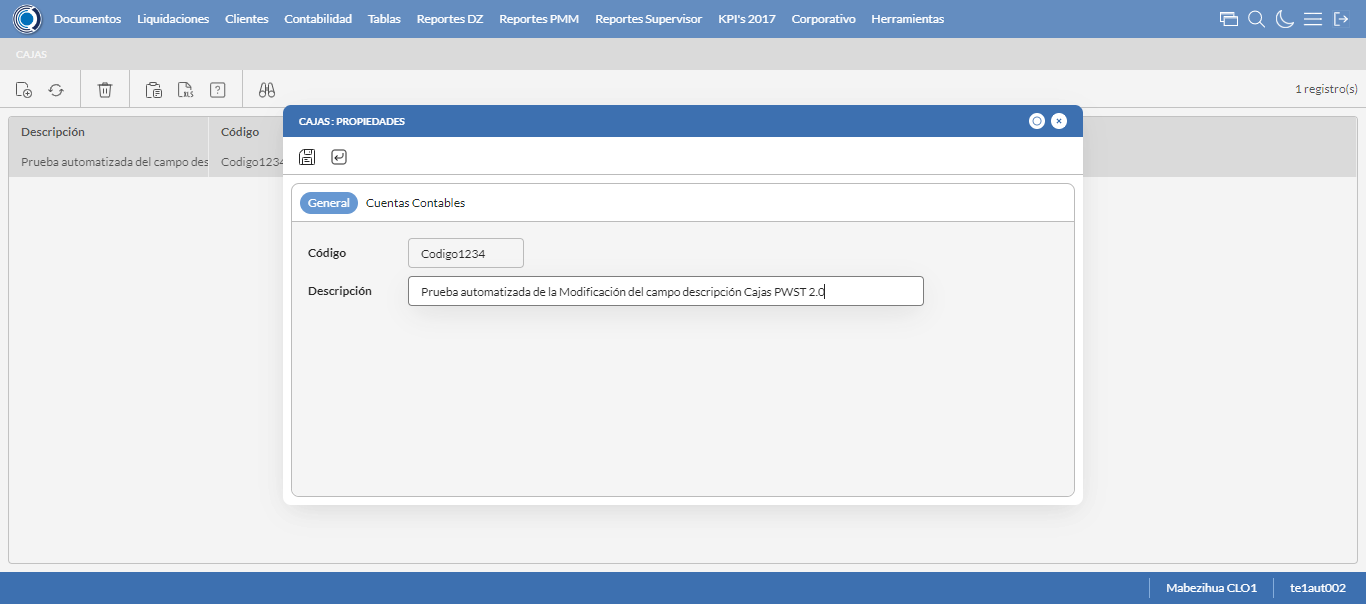 Documentos Liquidaciones Clientes Contabilidad Tablas Reportes DZ Reportes PMM Reportes Supervisor KPI's 2017 Corporativo Herramientas
CAJAS
XLS ? 1 registro(s)
Descripción Código
Prueba automatizada del campo des Codigo1234
CAJAS : PROPIEDADES
General Cuentas Contables
Código Codigo1234
Descripción Prueba automatizada de la Modificación del campo descripción Cajas PWST 2.0
Mabezihua CLO1 te1aut002